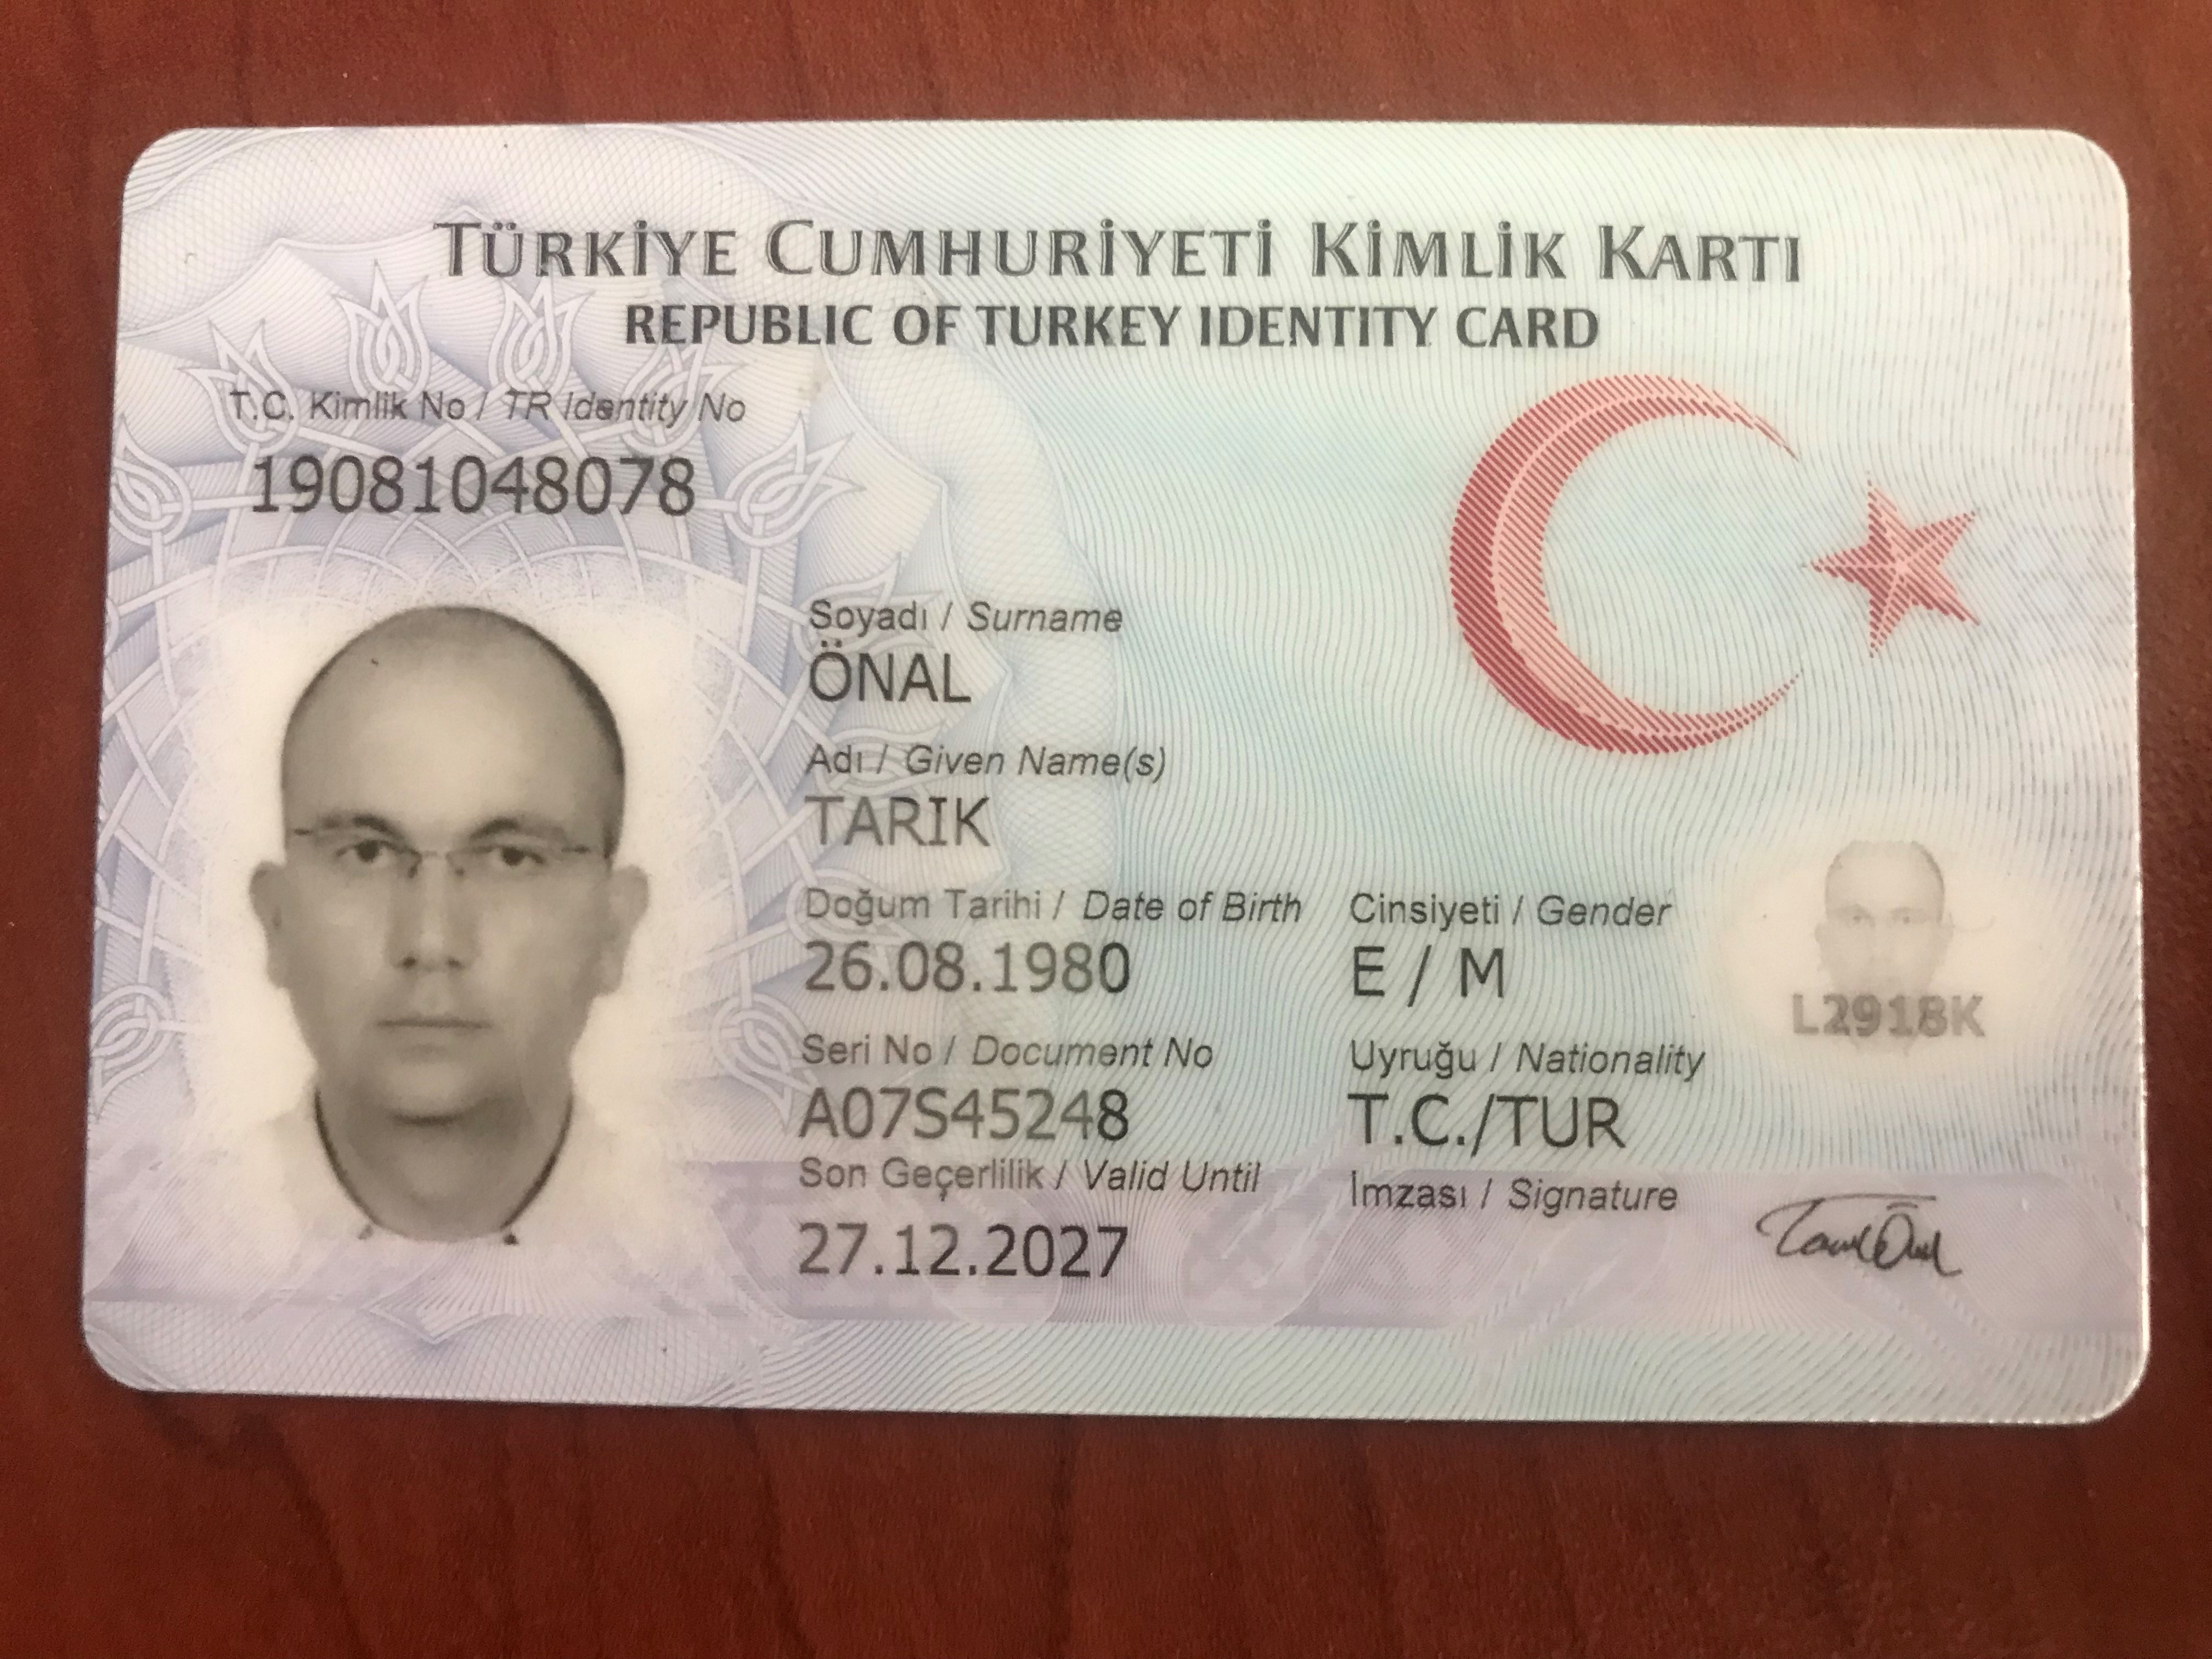 TÜRKİYE CUMHURİYETİ KİMLİK KARTI
REPUBLIC OF TURKEY IDENTITY CARD
T.C. Kimlik No / TR Identity No
19081048078
Soyadı / Surname
ÖNAL
Adı / Given Name(s)
TARIK
Doğum Tarihi / Date of Birth
26.08.1980
Cinsiyeti / Gender
E / M
Seri No / Document No
A07S45248
Uyruğu / Nationality
T.C./TUR
Son Geçerlilik / Valid Until
27.12.2027
İmzası / Signature
Tarık Önal
L2918K